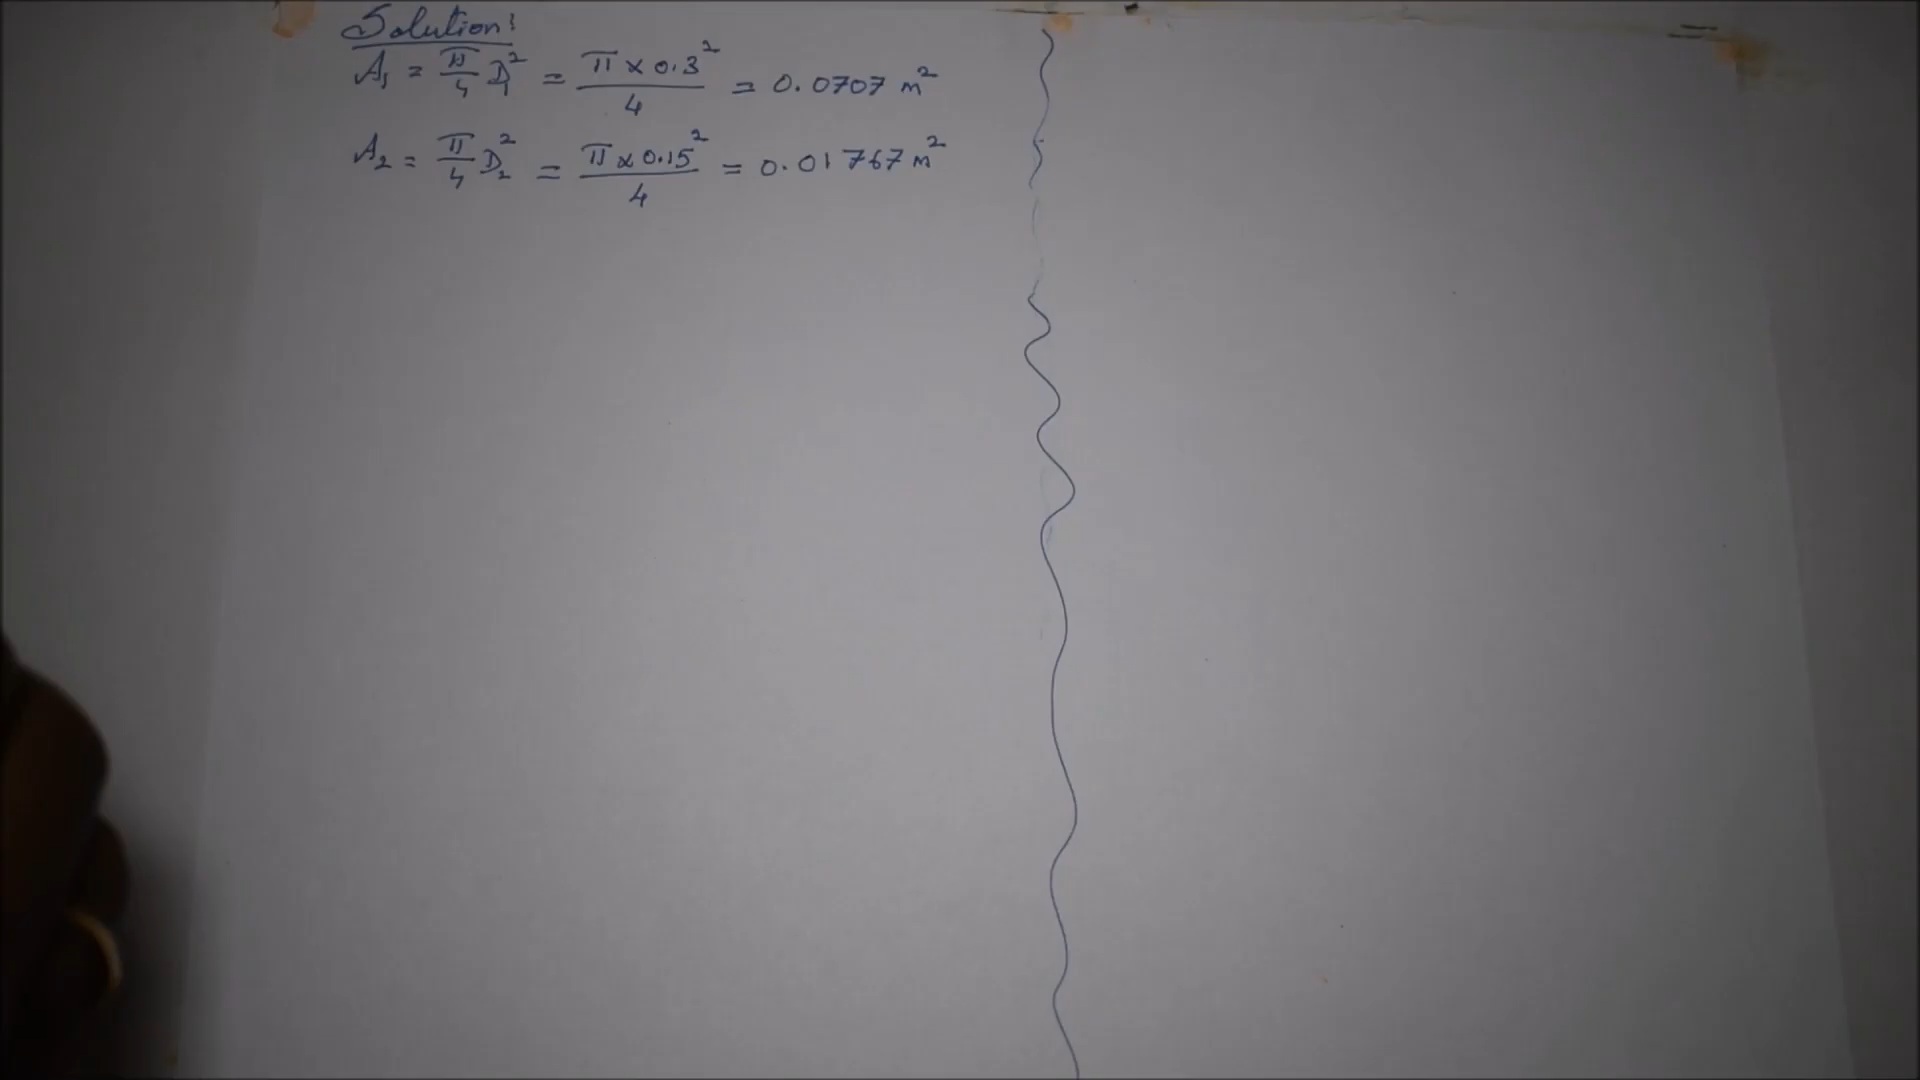 Solution:
A₁ = π/4 D₁² = π × 0.3²/4 = 0.0707 m²
A₂ = π/4 D₂² = π × 0.15²/4 = 0.01767 m²